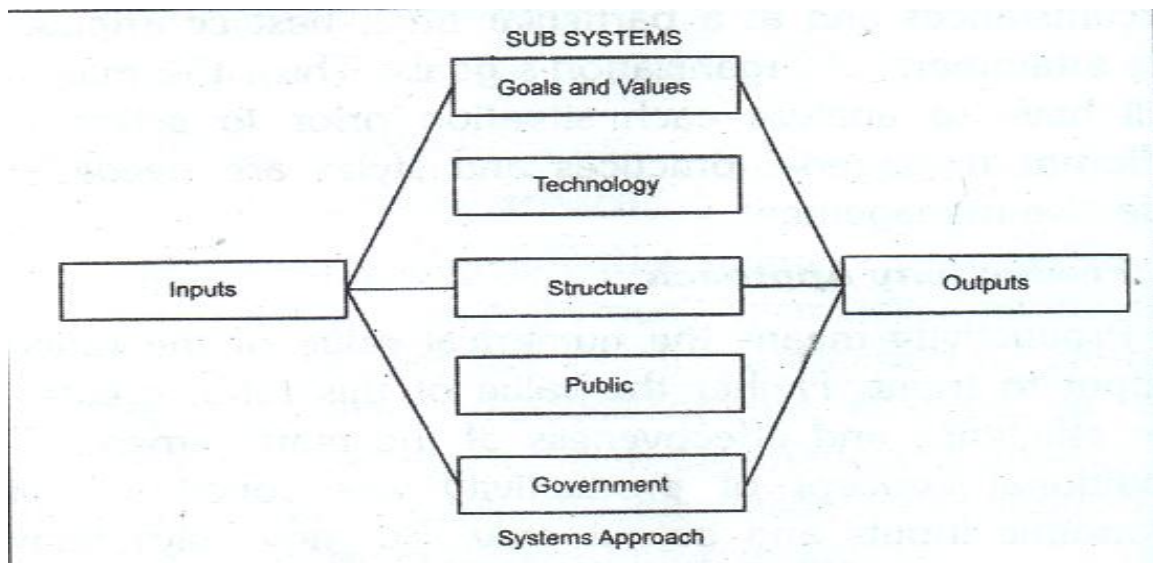 SUB SYSTEMS
Goals and Values
Technology
Inputs
Structure
Outputs
Public
Government
Systems Approach